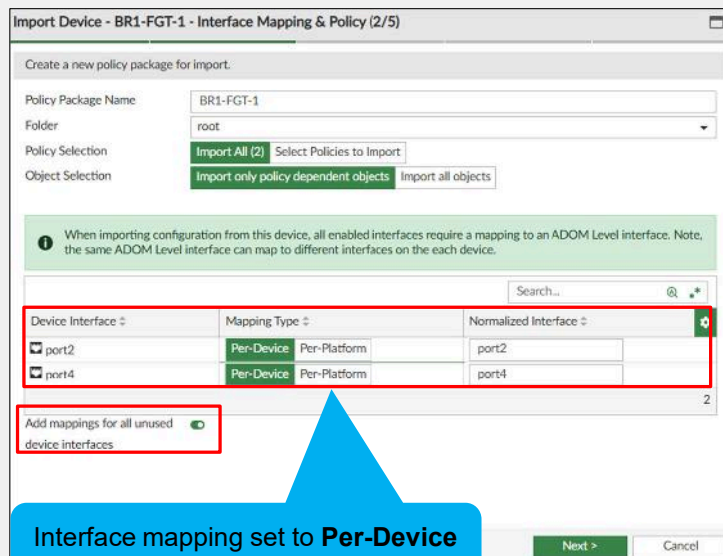 Import Device - BR1-FGT-1 - Interface Mapping & Policy (2/5)
Create a new policy package for import.
Policy Package Name BR1-FGT-1
Folder root
Policy Selection Import All (2) Select Policies to Import
Object Selection Import only policy dependent objects Import all objects
When importing configuration from this device, all enabled interfaces require a mapping to an ADOM Level interface. Note,
the same ADOM Level interface can map to different interfaces on the each device.
Search...
Device Interface Mapping Type Normalized Interface
port2 Per-Device Per-Platform port2
port4 Per-Device Per-Platform port4
2
Add mappings for all unused
device interfaces
Interface mapping set to Per-Device
Next > Cancel